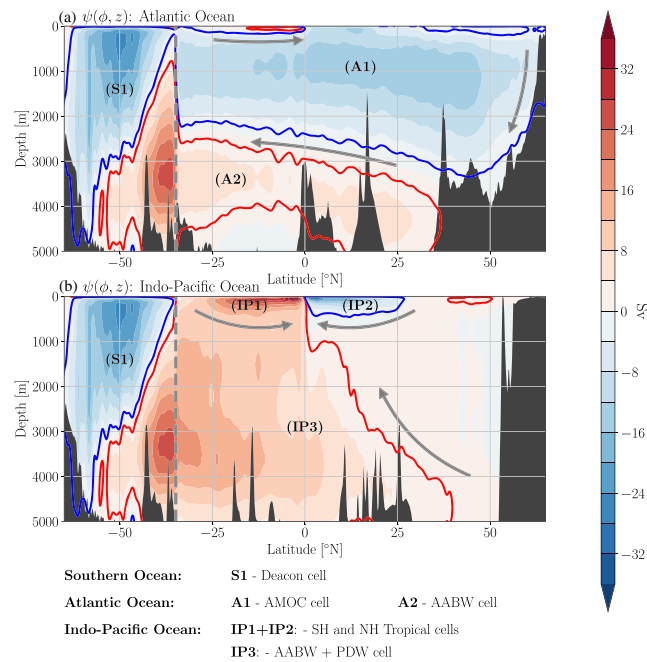 (a) ψ(ϕ, z): Atlantic Ocean
0
1000
2000
3000
4000
5000
Depth [m]
(S1)
(A1)
(A2)
−50 −25 0 25 50
Latitude [°N]
(b) ψ(ϕ, z): Indo-Pacific Ocean
0
1000
2000
3000
4000
5000
Depth [m]
(S1)
(IP1)
(IP2)
(IP3)
−50 −25 0 25 50
Latitude [°N]
32
24
16
8
0
−8
−16
−24
−32
Sv
Southern Ocean: S1 - Deacon cell
Atlantic Ocean: A1 - AMOC cell A2 - AABW cell
Indo-Pacific Ocean: IP1+IP2: - SH and NH Tropical cells
IP3: - AABW + PDW cell